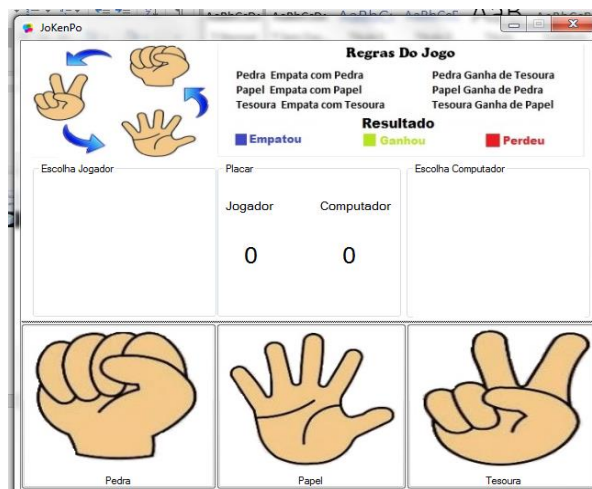 JoKenPo
Regras Do Jogo
Pedra Empata com Pedra
Pedra Ganha de Tesoura
Papel Empata com Papel
Papel Ganha de Pedra
Tesoura Empata com Tesoura
Tesoura Ganha de Papel
Resultado
Empatou
Ganhou
Perdeu
Escolha Jogador
Placar
Escolha Computador
Jogador
Computador
0
0
Pedra
Papel
Tesoura